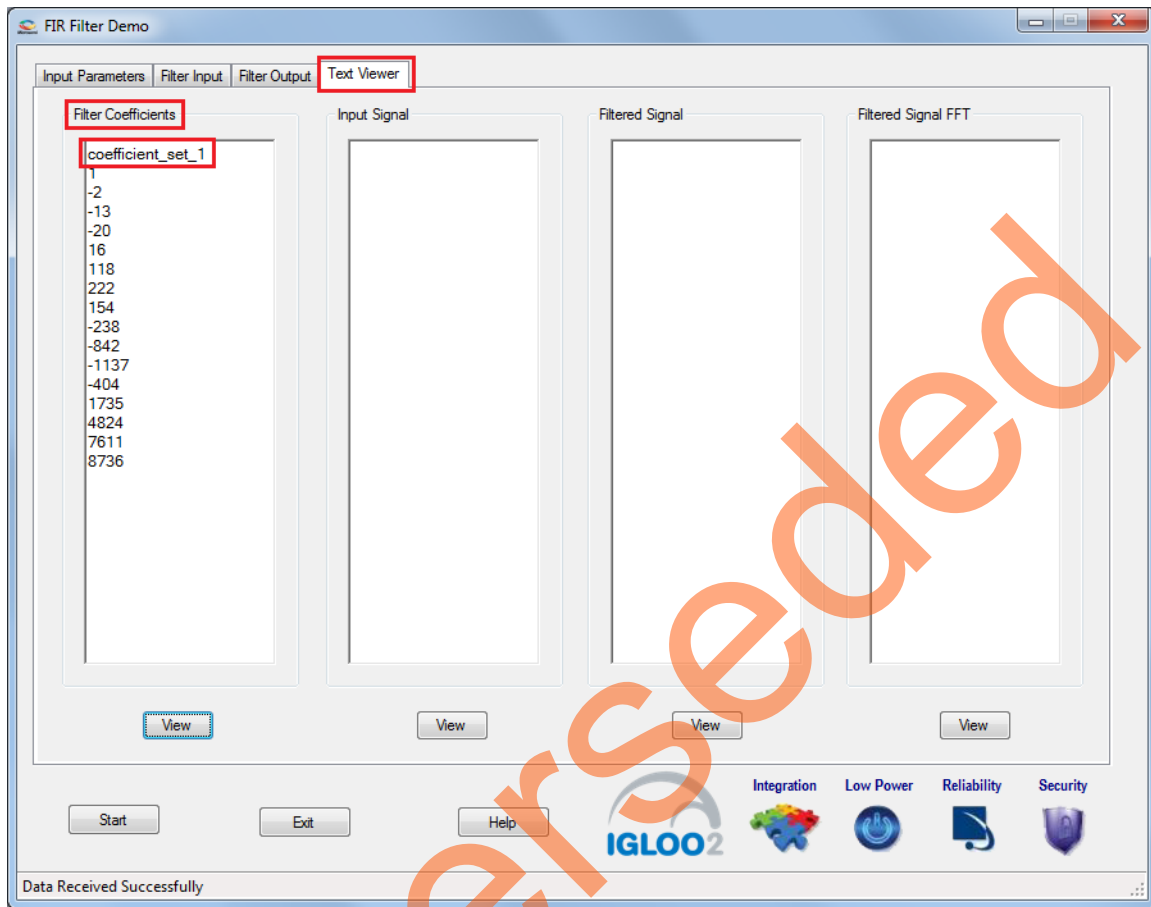 FIR Filter Demo
Input Parameters Filter Input Filter Output Text Viewer
Filter Coefficients
coefficient_set_1
1
-2
-13
-20
16
118
222
154
-238
-842
-1137
-404
1735
4824
7611
8736
View
Input Signal
View
Filtered Signal
View
Filtered Signal FFT
View
Start
Exit
Help
IGLOO2
Integration
Low Power
Reliability
Security
Data Received Successfully
erseded